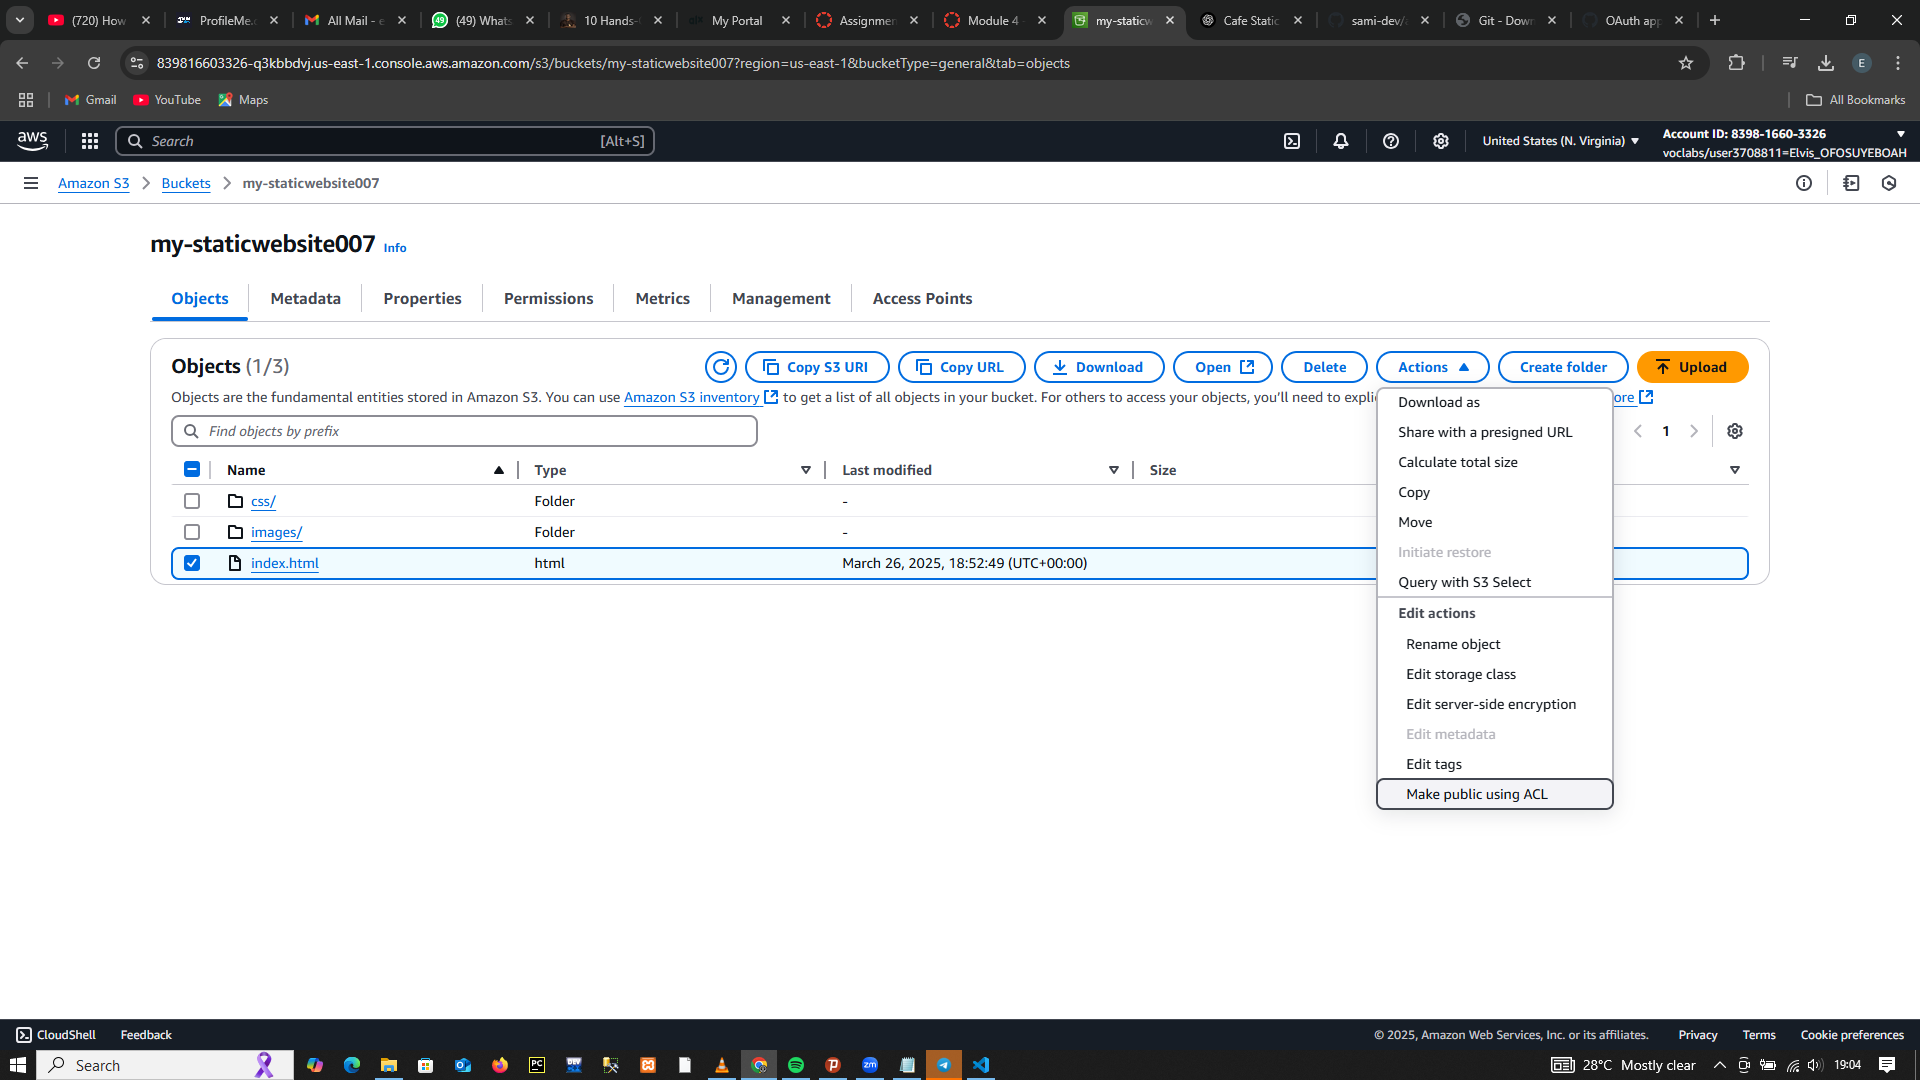 (720) How
ProfileMe.
All Mail - e
(49) Whats
10 Hands-
My Portal
Assignmen
Module 4 -
my-staticw
Cafe Static
sami-dev/
Git - Down
OAuth app
839816603326-q3kbbdvj.us-east-1.console.aws.amazon.com/s3/buckets/my-staticwebsite007?region=us-east-1&bucketType=general&tab=objects
E
Gmail
YouTube
Maps
All Bookmarks
aws
Search
[Alt+S]
United States (N. Virginia)
Account ID: 8398-1660-3326
voclabs/user3708811=Elvis_OFOSUYEBOAH
Amazon S3
Buckets
my-staticwebsite007
my-staticwebsite007 Info
Objects
Metadata
Properties
Permissions
Metrics
Management
Access Points
Objects (1/3)
Copy S3 URI
Copy URL
Download
Open
Delete
Actions
Create folder
Upload
Objects are the fundamental entities stored in Amazon S3. You can use Amazon S3 inventory to get a list of all objects in your bucket. For others to access your objects, you'll need to expli
ore
Find objects by prefix
1
Name
Type
Last modified
Size
css/
Folder
-
images/
Folder
-
index.html
html
March 26, 2025, 18:52:49 (UTC+00:00)
Download as
Share with a presigned URL
Calculate total size
Copy
Move
Initiate restore
Query with S3 Select
Edit actions
Rename object
Edit storage class
Edit server-side encryption
Edit metadata
Edit tags
Make public using ACL
CloudShell
Feedback
© 2025, Amazon Web Services, Inc. or its affiliates.
Privacy
Terms
Cookie preferences
Search
PC
zm
28°C Mostly clear
19:04